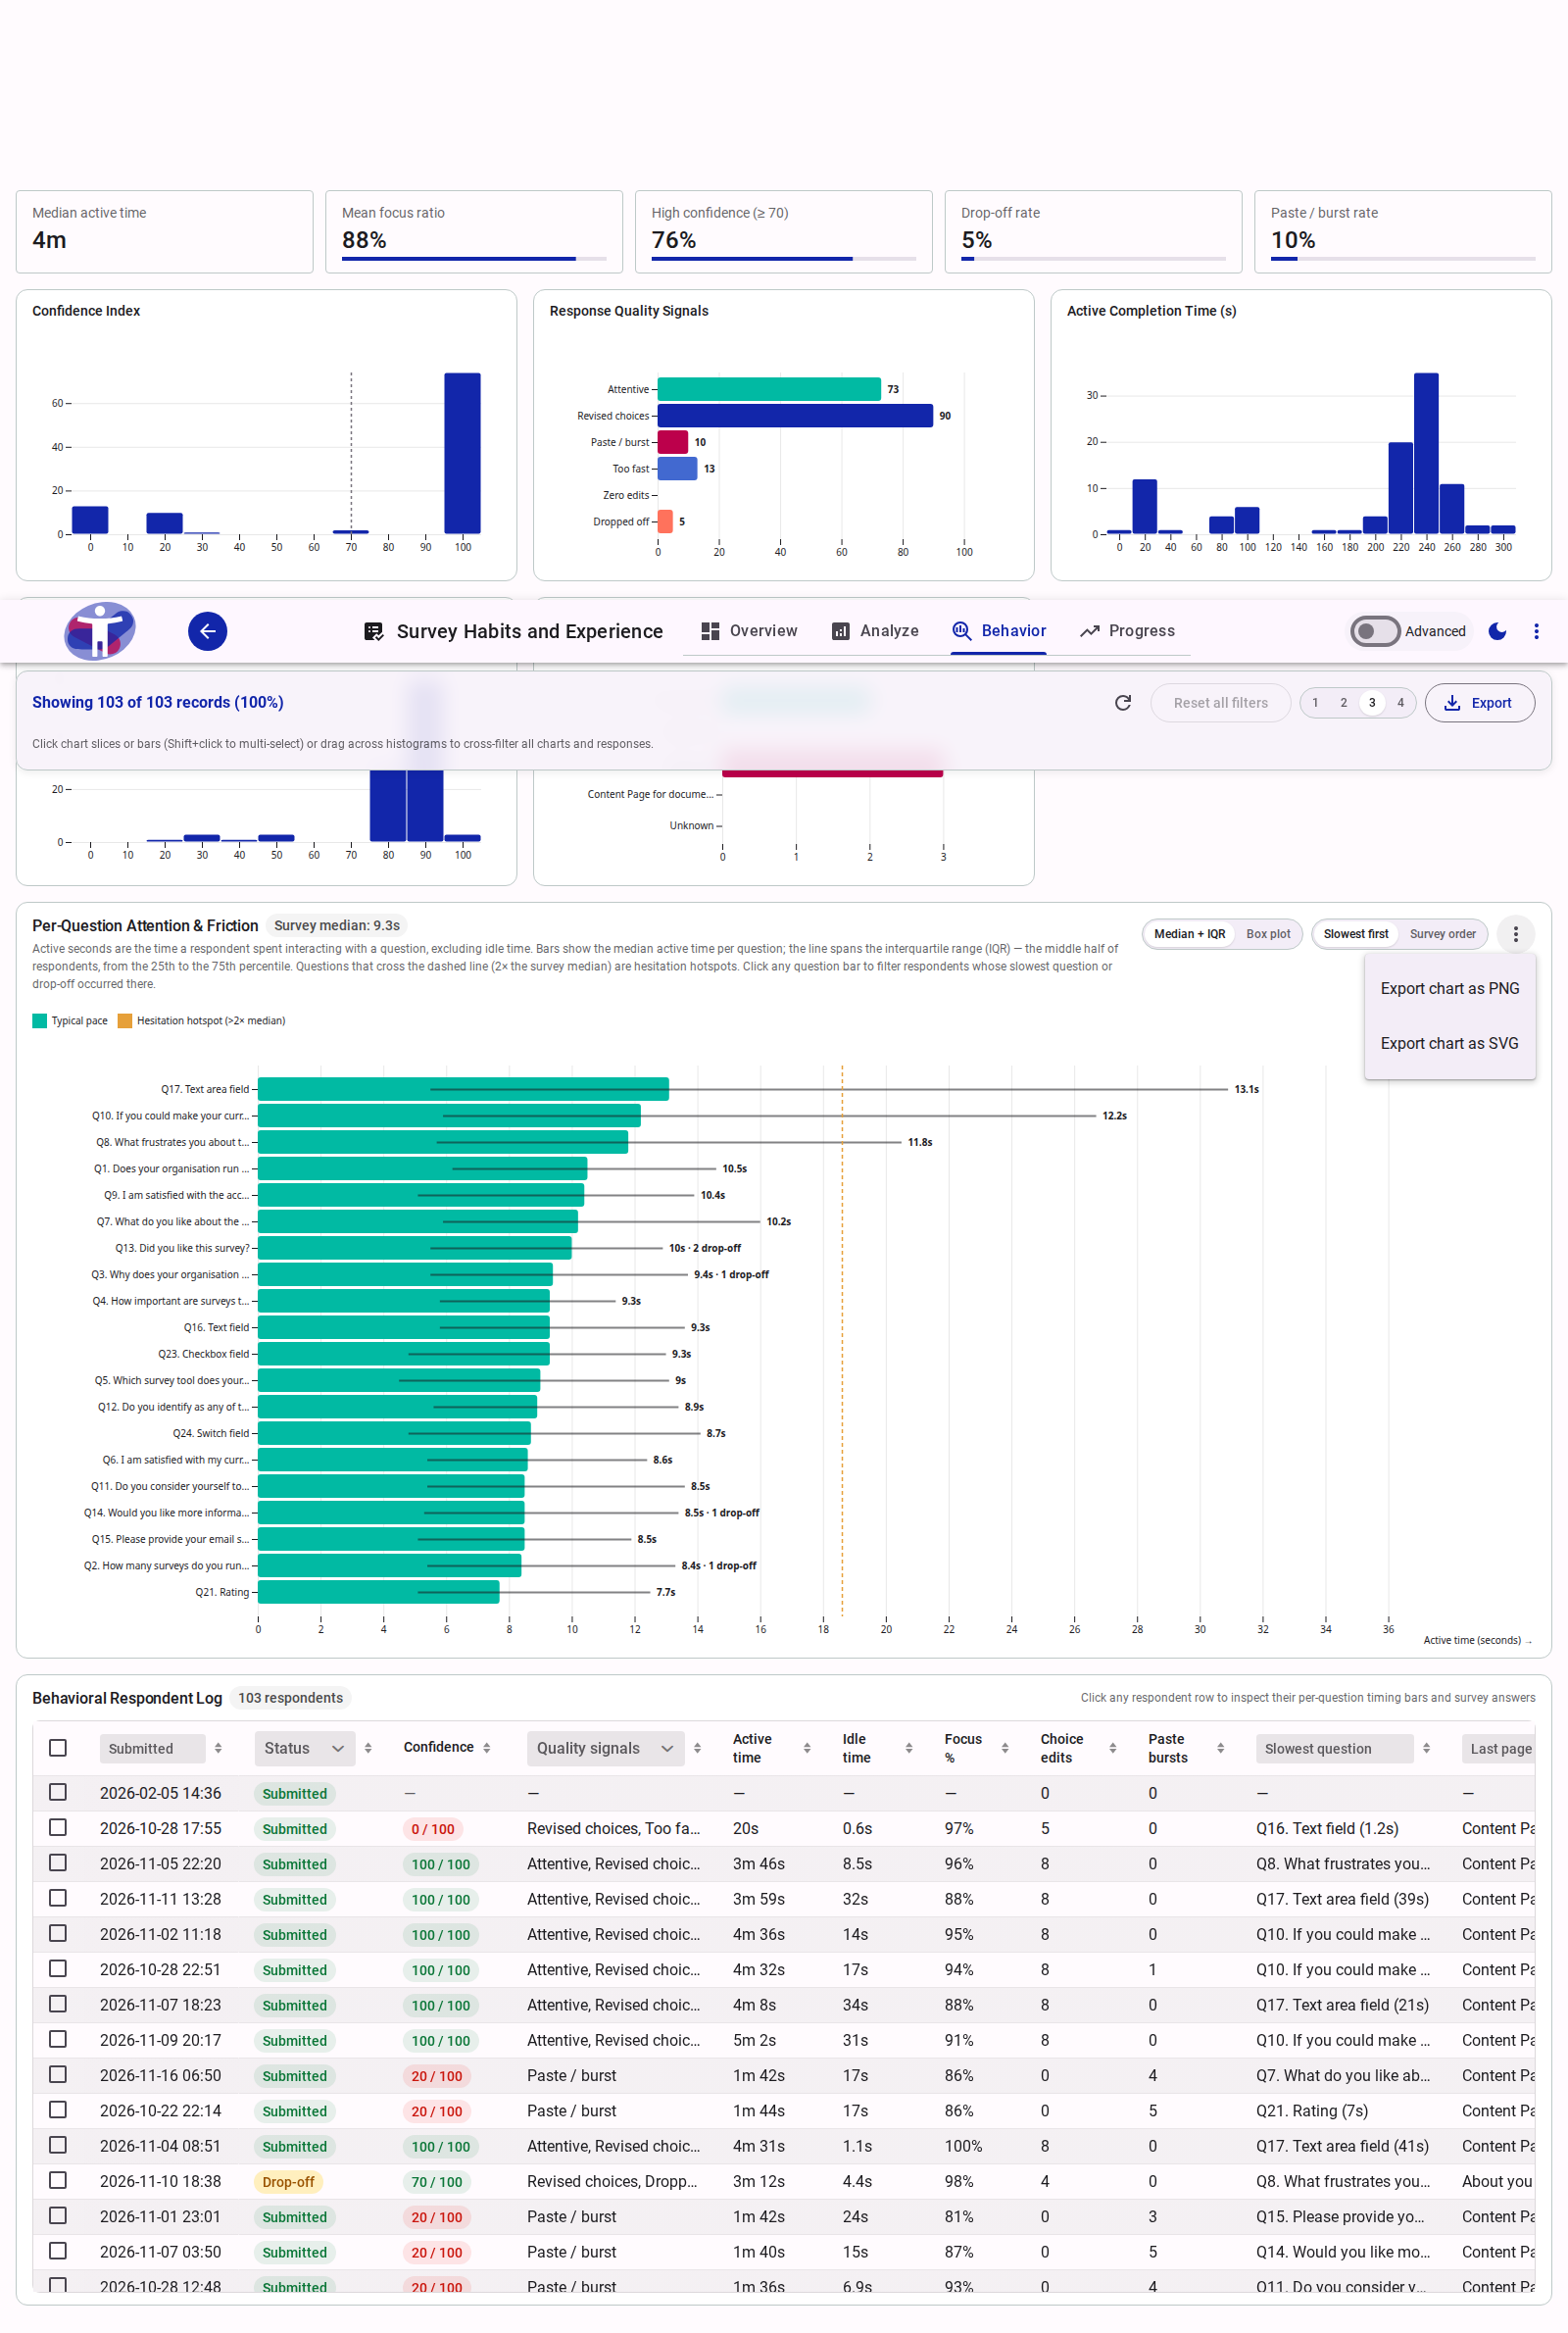 Median active time
4m
Mean focus ratio
88%
High confidence (≥ 70)
76%
Drop-off rate
5%
Paste / burst rate
10%
Confidence Index
60
40
20
0
0 10 20 30 40 50 60 70 80 90 100
Response Quality Signals
Attentive 73
Revised choices 90
Paste / burst 10
Too fast 13
Zero edits
Dropped off 5
0 20 40 60 80 100
Active Completion Time (s)
30
20
10
0
0 20 40 60 80 100 120 140 160 180 200 220 240 260 280 300
Survey Habits and Experience
Overview
Analyze
Behavior
Progress
Advanced
Showing 103 of 103 records (100%)
Reset all filters
1 2 3 4
Export
Click chart slices or bars (Shift+click to multi-select) or drag across histograms to cross-filter all charts and responses.
20
0
0 10 20 30 40 50 60 70 80 90 100
Content Page for docume...
Unknown
0 1 2 3
Per-Question Attention & Friction Survey median: 9.3s
Median + IQR Box plot Slowest first Survey order
Active seconds are the time a respondent spent interacting with a question, excluding idle time. Bars show the median active time per question; the line spans the interquartile range (IQR) — the middle half of
respondents, from the 25th to the 75th percentile. Questions that cross the dashed line (2× the survey median) are hesitation hotspots. Click any question bar to filter respondents whose slowest question or
drop-off occurred there.
Export chart as PNG
Export chart as SVG
Typical pace Hesitation hotspot (>2× median)
Q17. Text area field 13.1s
Q10. If you could make your curr... 12.2s
Q8. What frustrates you about t... 11.8s
Q1. Does your organisation run ... 10.5s
Q9. I am satisfied with the acc... 10.4s
Q7. What do you like about the ... 10.2s
Q13. Did you like this survey? 10s · 2 drop-off
Q3. Why does your organisation ... 9.4s · 1 drop-off
Q4. How important are surveys t... 9.3s
Q16. Text field 9.3s
Q23. Checkbox field 9.3s
Q5. Which survey tool does your... 9s
Q12. Do you identify as any of t... 8.9s
Q24. Switch field 8.7s
Q6. I am satisfied with my curr... 8.6s
Q11. Do you consider yourself to... 8.5s
Q14. Would you like more informa... 8.5s · 1 drop-off
Q15. Please provide your email s... 8.5s
Q2. How many surveys do you run... 8.4s · 1 drop-off
Q21. Rating 7.7s
0 2 4 6 8 10 12 14 16 18 20 22 24 26 28 30 32 34 36
Active time (seconds) →
Behavioral Respondent Log 103 respondents
Click any respondent row to inspect their per-question timing bars and survey answers
Submitted Status Confidence Quality signals Active time Idle time Focus % Choice edits Paste bursts Slowest question Last page
2026-02-05 14:36 Submitted — — — — — 0 0 — —
2026-10-28 17:55 Submitted 0 / 100 Revised choices, Too fa... 20s 0.6s 97% 5 0 Q16. Text field (1.2s) Content Pa
2026-11-05 22:20 Submitted 100 / 100 Attentive, Revised choic... 3m 46s 8.5s 96% 8 0 Q8. What frustrates you... Content Pa
2026-11-11 13:28 Submitted 100 / 100 Attentive, Revised choic... 3m 59s 32s 88% 8 0 Q17. Text area field (39s) Content Pa
2026-11-02 11:18 Submitted 100 / 100 Attentive, Revised choic... 4m 36s 14s 95% 8 0 Q10. If you could make ... Content Pa
2026-10-28 22:51 Submitted 100 / 100 Attentive, Revised choic... 4m 32s 17s 94% 8 1 Q10. If you could make ... Content Pa
2026-11-07 18:23 Submitted 100 / 100 Attentive, Revised choic... 4m 8s 34s 88% 8 0 Q17. Text area field (21s) Content Pa
2026-11-09 20:17 Submitted 100 / 100 Attentive, Revised choic... 5m 2s 31s 91% 8 0 Q10. If you could make ... Content Pa
2026-11-16 06:50 Submitted 20 / 100 Paste / burst 1m 42s 17s 86% 0 4 Q7. What do you like ab... Content Pa
2026-10-22 22:14 Submitted 20 / 100 Paste / burst 1m 44s 17s 86% 0 5 Q21. Rating (7s) Content Pa
2026-11-04 08:51 Submitted 100 / 100 Attentive, Revised choic... 4m 31s 1.1s 100% 8 0 Q17. Text area field (41s) Content Pa
2026-11-10 18:38 Drop-off 70 / 100 Revised choices, Dropp... 3m 12s 4.4s 98% 4 0 Q8. What frustrates you... About you
2026-11-01 23:01 Submitted 20 / 100 Paste / burst 1m 42s 24s 81% 0 3 Q15. Please provide yo... Content Pa
2026-11-07 03:50 Submitted 20 / 100 Paste / burst 1m 40s 15s 87% 0 5 Q14. Would you like mo... Content Pa
2026-10-28 12:48 Submitted 20 / 100 Paste / burst 1m 36s 6.9s 93% 0 4 Q11. Do you consider y... Content Pa